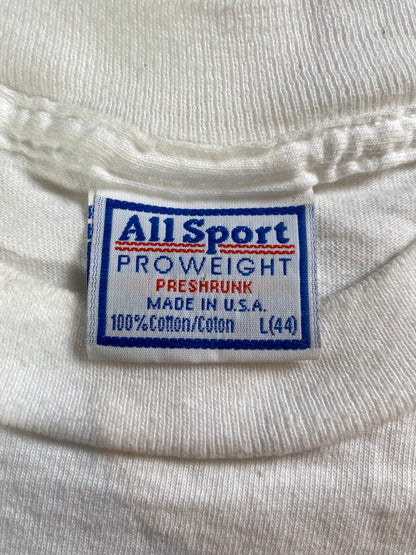 All Sport
PROWEIGHT
PRESHRUNK
MADE IN U.S.A.
100% Cotton/Coton L(44)